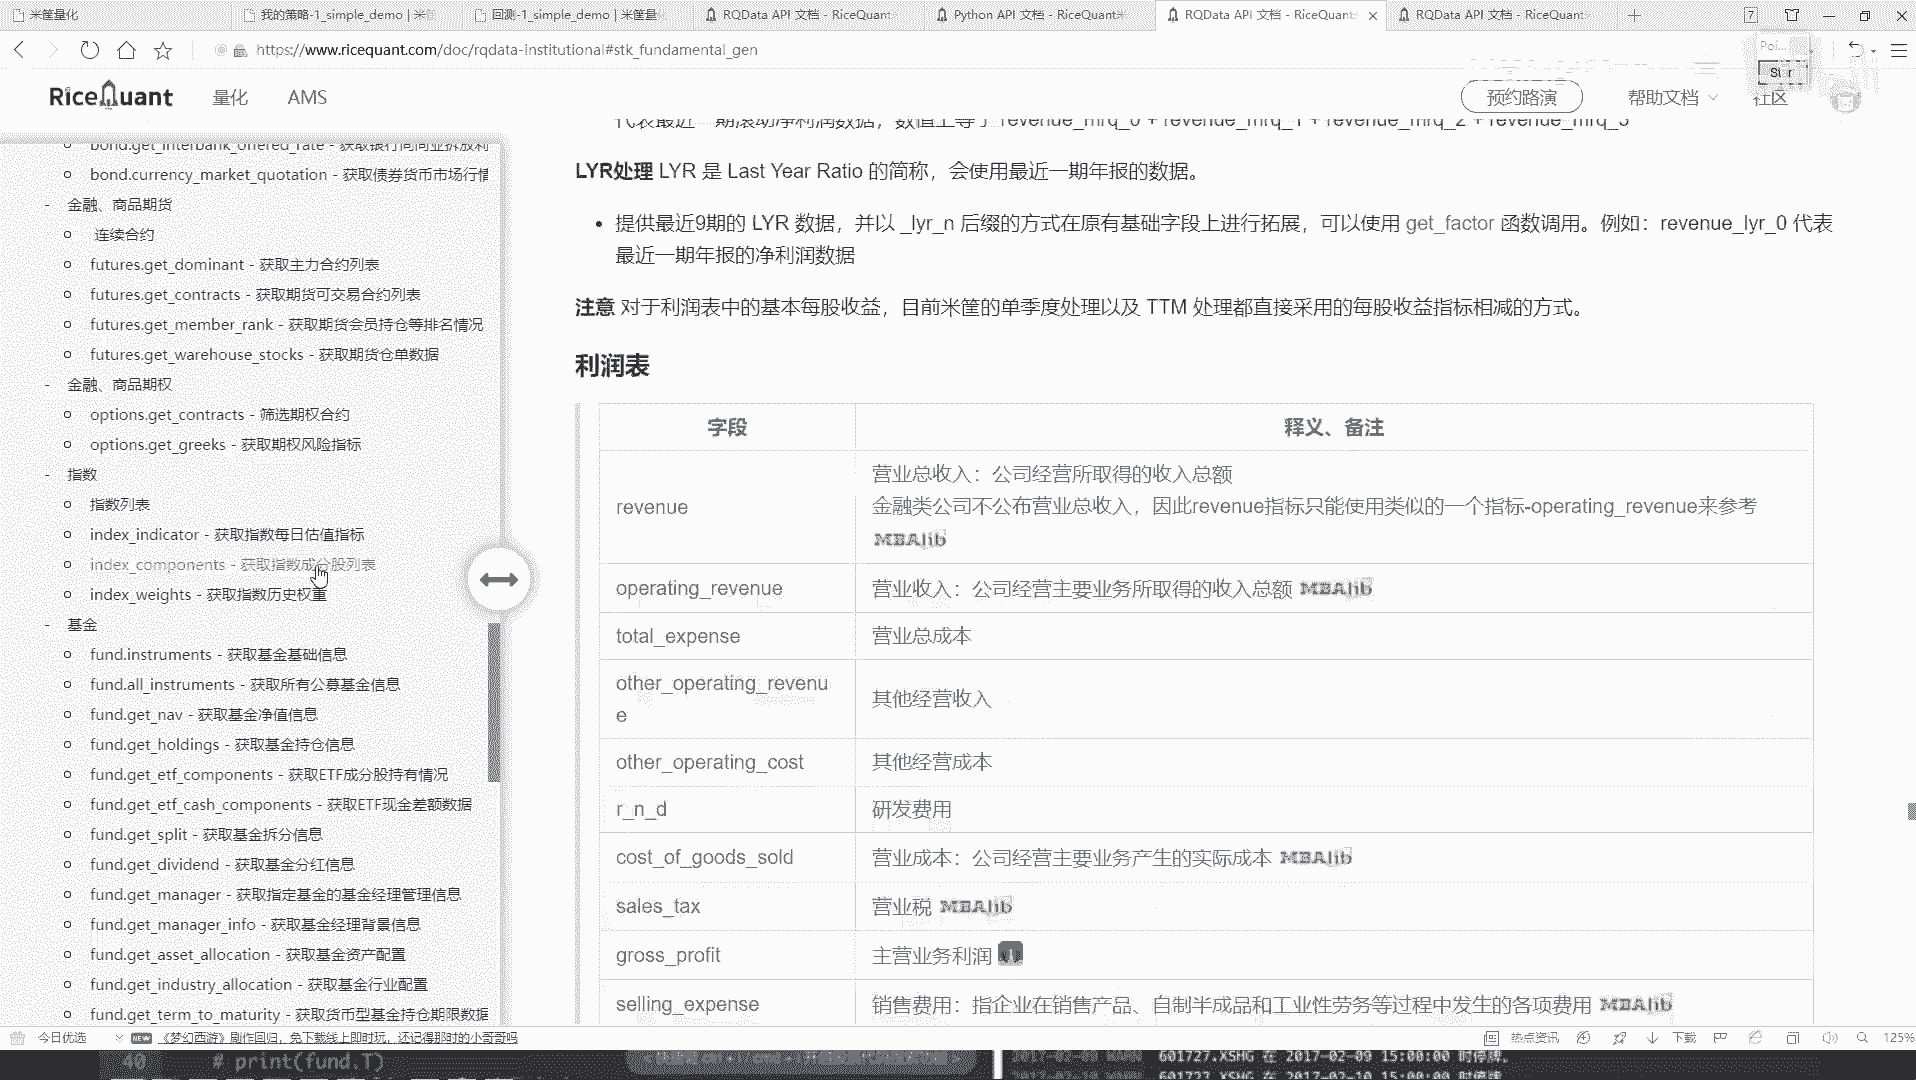 米筐量化
我的策略-1_simple_demo | 米筐
回测-1_simple_demo | 米筐量化
RQData API 文档 - RiceQuant
Python API 文档 - RiceQuant米
RQData API 文档 - RiceQuant
RQData API 文档 - RiceQuant
7
https://www.ricequant.com/doc/rqdata-institutional#stk_fundamental_gen
RiceQuant
量化
AMS
预约路演
帮助文档
社区
bond.get_interbank_offered_rate - 获取银行间同业拆放利
bond.currency_market_quotation - 获取债券货币市场行情
金融、商品期货
连续合约
futures.get_dominant - 获取主力合约列表
futures.get_contracts - 获取期货可交易合约列表
futures.get_member_rank - 获取期货会员持仓等排名情况
futures.get_warehouse_stocks - 获取期货仓单数据
金融、商品期权
options.get_contracts - 筛选期权合约
options.get_greeks - 获取期权风险指标
指数
指数列表
index_indicator - 获取指数每日估值指标
index_components - 获取指数成分股列表
index_weights - 获取指数历史权重
基金
fund.instruments - 获取基金基础信息
fund.all_instruments - 获取所有公募基金信息
fund.get_nav - 获取基金净值信息
fund.get_holdings - 获取基金持仓信息
fund.get_etf_components - 获取ETF成分股持有情况
fund.get_etf_cash_components - 获取ETF现金差额数据
fund.get_split - 获取基金拆分信息
fund.get_dividend - 获取基金分红信息
fund.get_manager - 获取指定基金的基金经理管理信息
fund.get_manager_info - 获取基金经理背景信息
fund.get_asset_allocation - 获取基金资产配置
fund.get_industry_allocation - 获取基金行业配置
fund.get_term_to_maturity - 获取货币型基金持仓期限数据
代表最近一期滚动净利润数据，数值上等于 revenue_mrq_0 + revenue_mrq_1 + revenue_mrq_2 + revenue_mrq_3
LYR处理 LYR 是 Last Year Ratio 的简称，会使用最近一期年报的数据。
• 提供最近9期的 LYR 数据，并以 _lyr_n 后缀的方式在原有基础字段上进行拓展，可以使用 get_factor 函数调用。例如：revenue_lyr_0 代表
最近一期年报的净利润数据
注意 对于利润表中的基本每股收益，目前米筐的单季度处理以及 TTM 处理都直接采用的每股收益指标相减的方式。
利润表
字段 释义、备注
revenue
营业总收入：公司经营所取得的收入总额
金融类公司不公布营业总收入，因此revenue指标只能使用类似的一个指标-operating_revenue来参考
MBAlib
operating_revenue 营业收入：公司经营主要业务所取得的收入总额 MBAlib
total_expense 营业总成本
other_operating_revenu
e
其他经营收入
other_operating_cost 其他经营成本
r_n_d 研发费用
cost_of_goods_sold 营业成本：公司经营主要业务产生的实际成本 MBAlib
sales_tax 营业税 MBAlib
gross_profit 主营业务利润
selling_expense 销售费用：指企业在销售产品、自制半成品和工业性劳务等过程中发生的各项费用 MBAlib
今日优选
NEW 《梦幻西游》剧作回归，免下载线上即时玩，还记得那时的小哥哥吗
热点资讯
下载
125%
40 # print(fund.T)
601727.XSHG 在 2017-02-09 15:00:00 时停牌。
601727.XSHG 在 2017-02-10 15:00:00 时停牌。